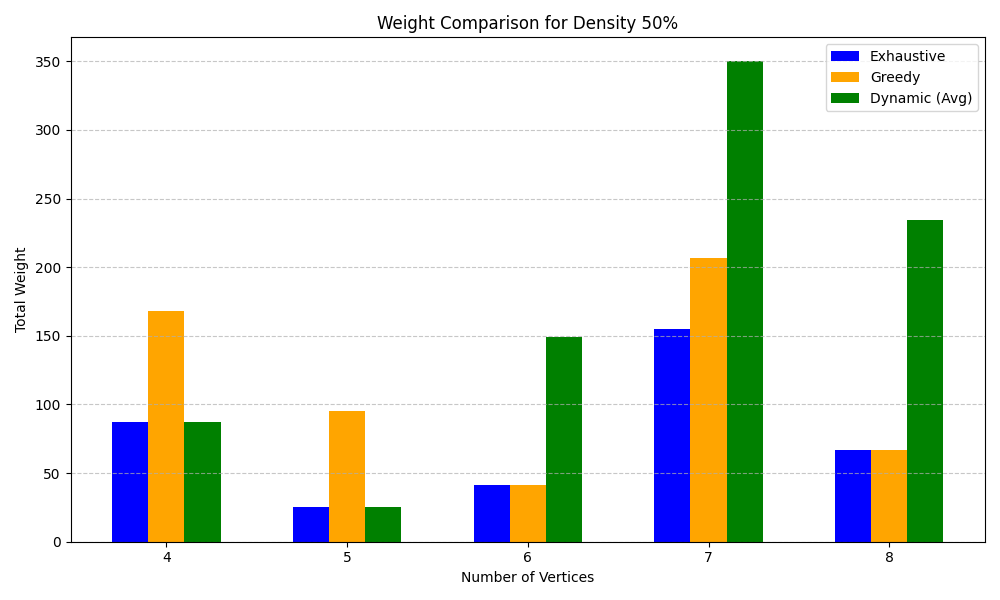 Weight Comparison for Density 50%
Exhaustive
Greedy
Dynamic (Avg)
Total Weight
350
300
250
200
150
100
50
0
4 5 6 7 8
Number of Vertices